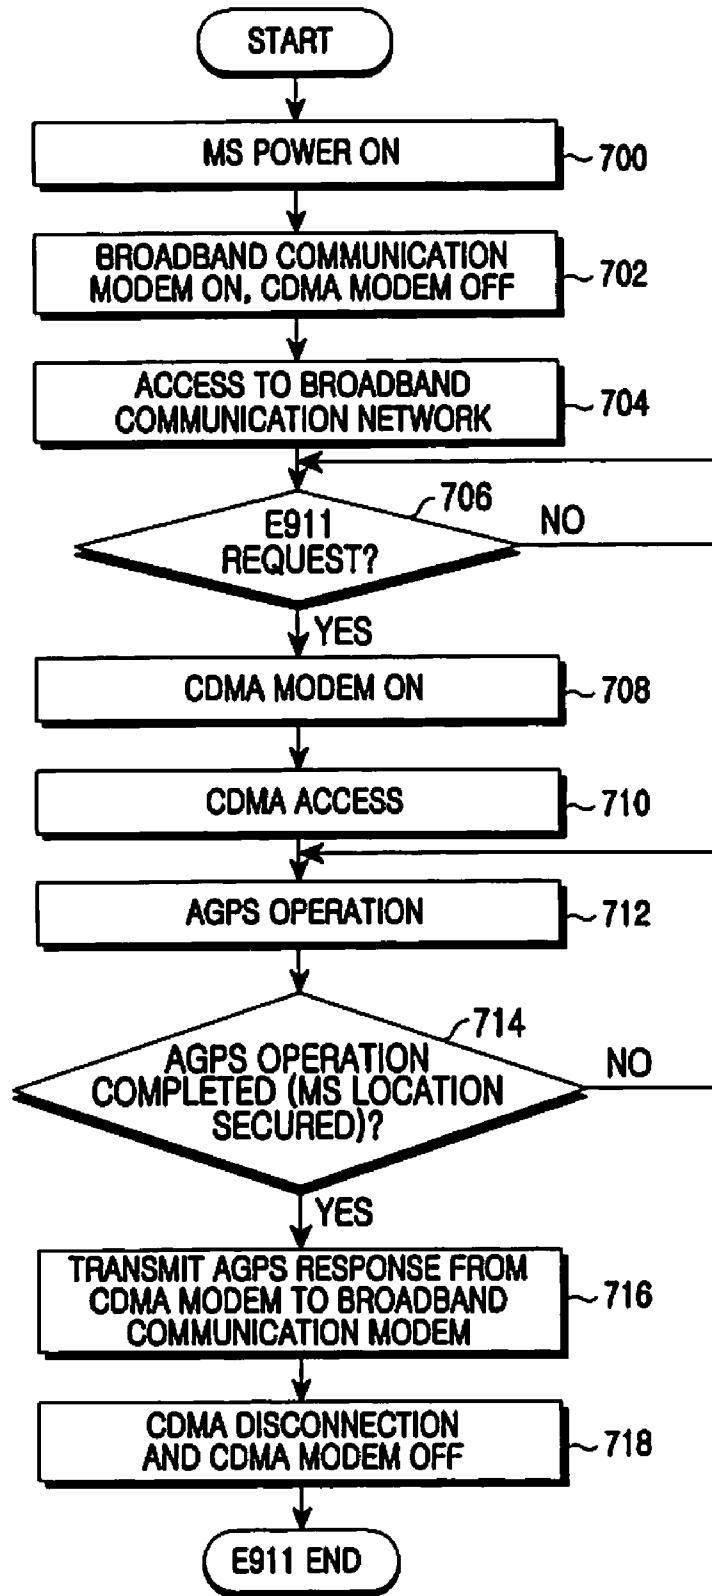 START
MS POWER ON
700
BROADBAND COMMUNICATION
MODEM ON, CDMA MODEM OFF
702
ACCESS TO BROADBAND
COMMUNICATION NETWORK
704
706
E911
REQUEST?
NO
YES
CDMA MODEM ON
708
CDMA ACCESS
710
AGPS OPERATION
712
714
AGPS OPERATION
COMPLETED (MS LOCATION
SECURED)?
NO
YES
TRANSMIT AGPS RESPONSE FROM
CDMA MODEM TO BROADBAND
COMMUNICATION MODEM
716
CDMA DISCONNECTION
AND CDMA MODEM OFF
718
E911 END